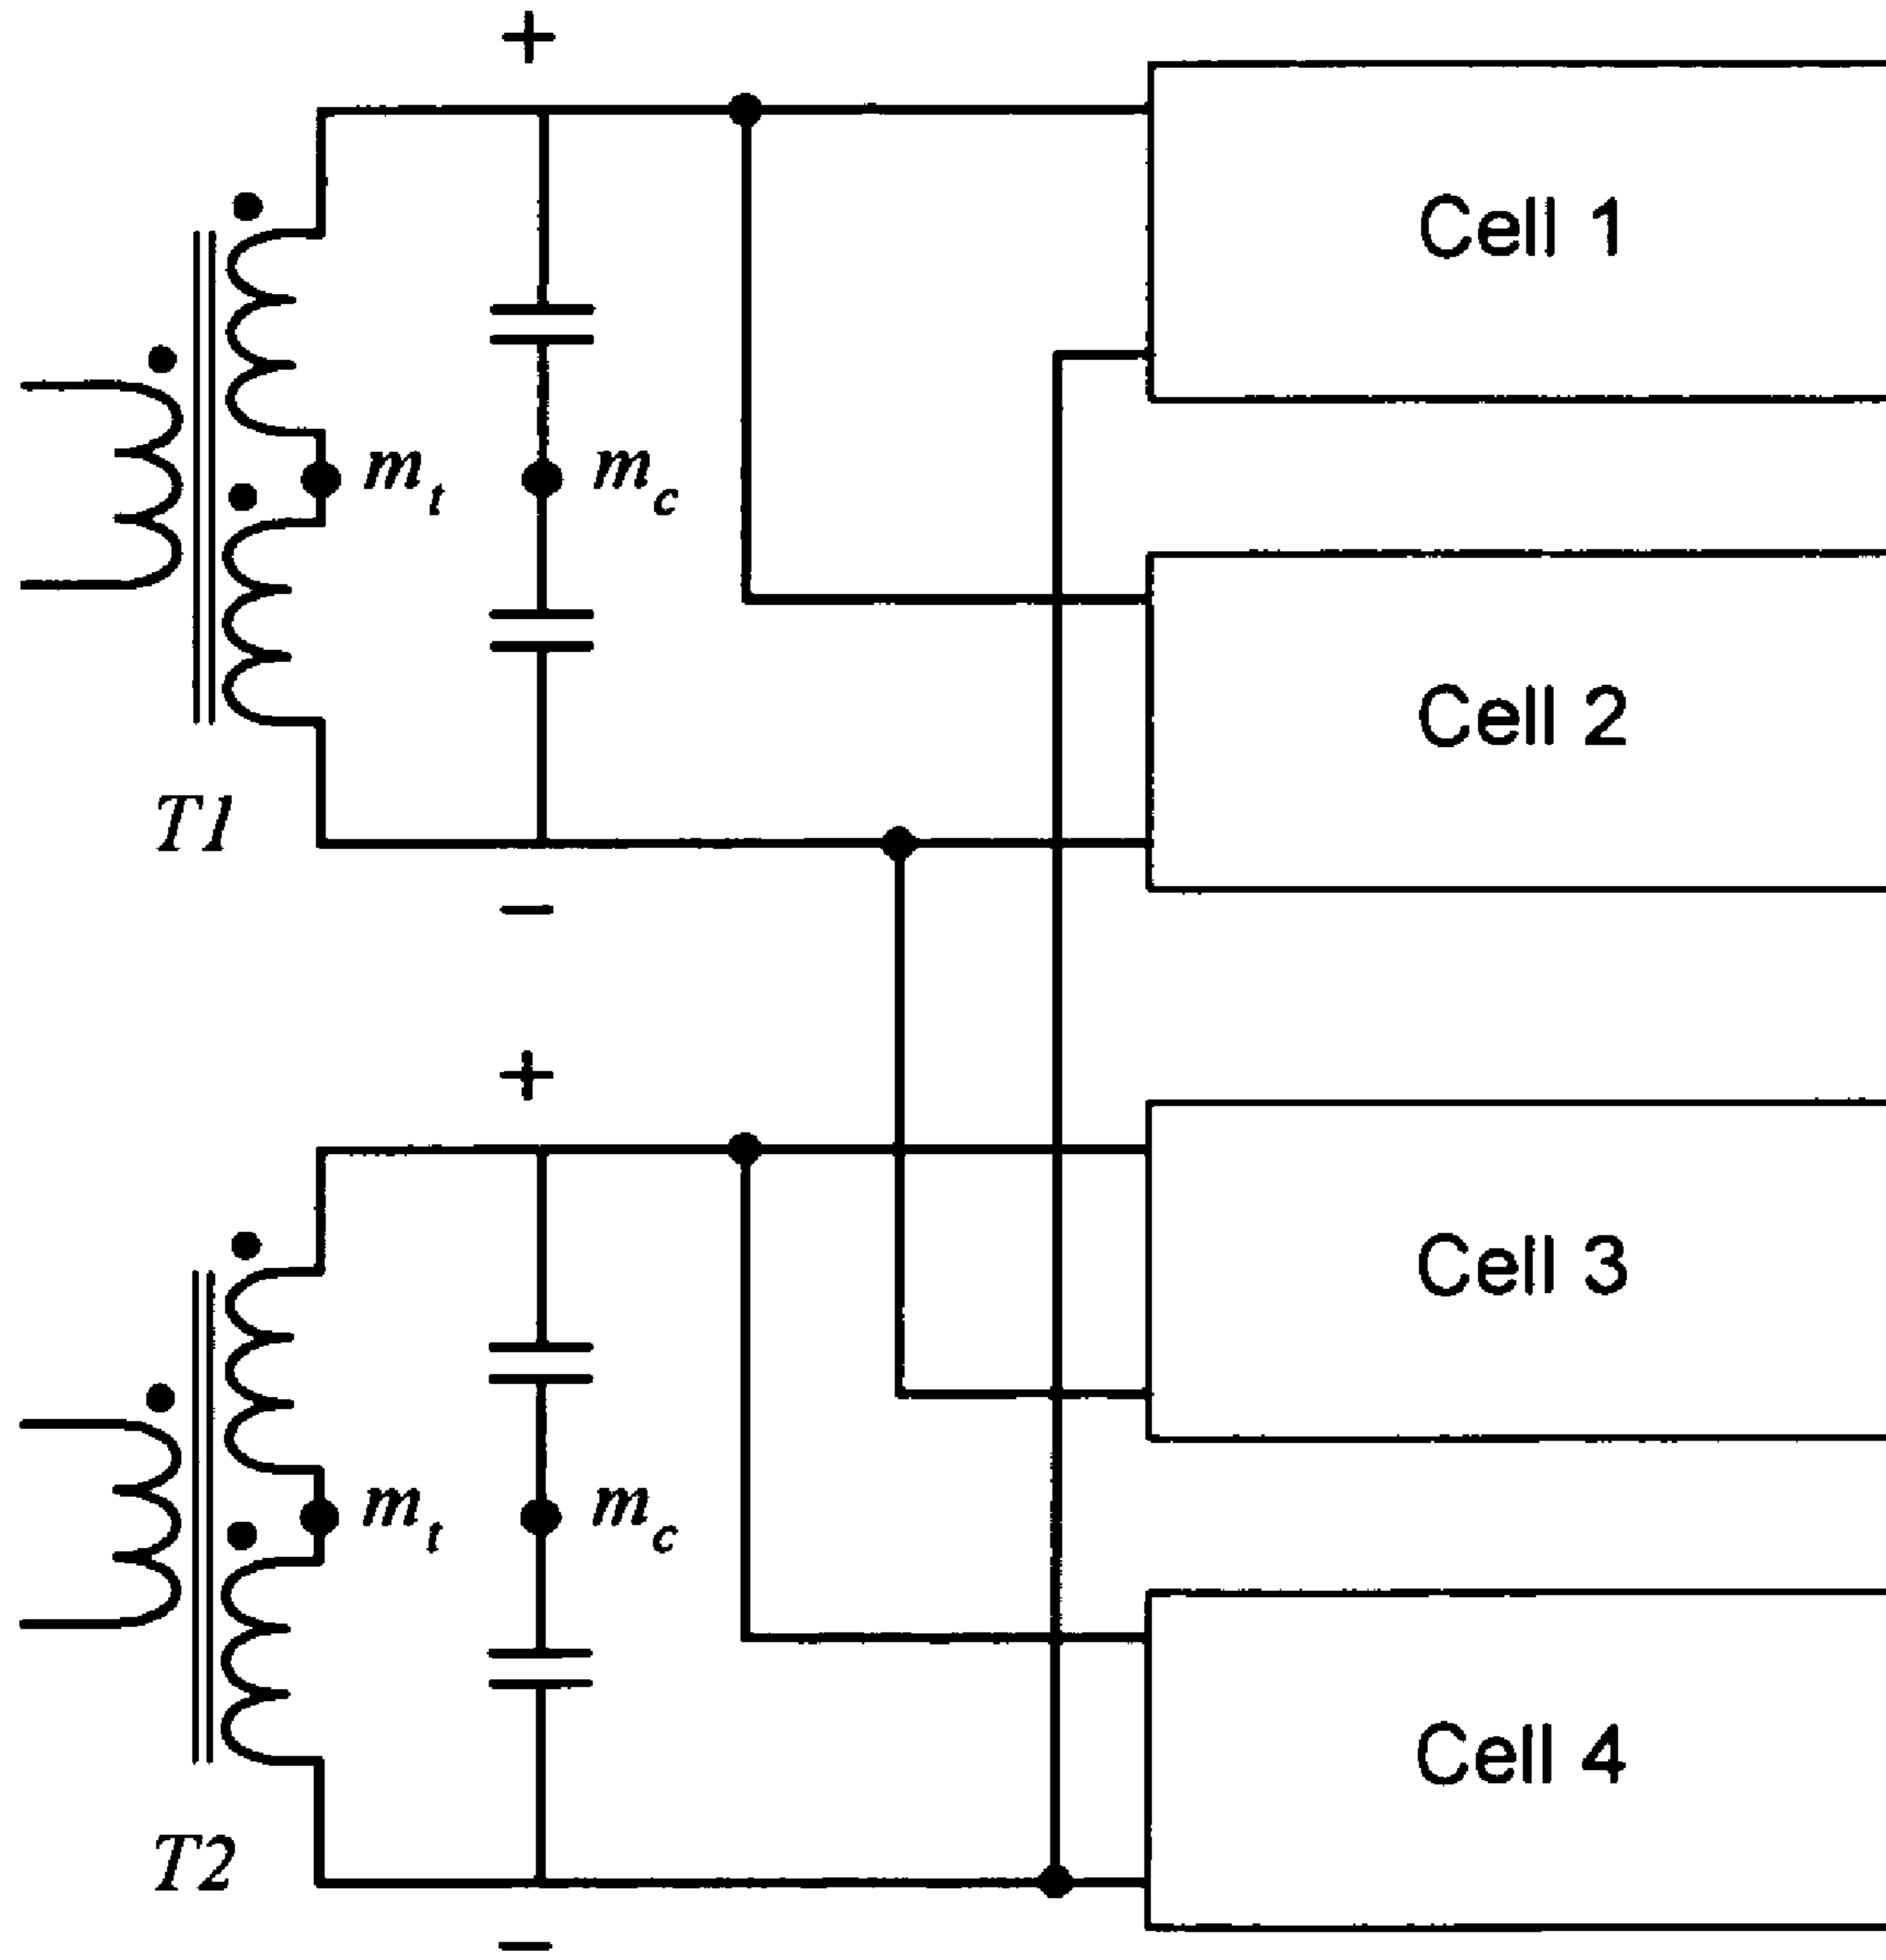 +
Cell 1
m_t m_c
Cell 2
T1
−
+
Cell 3
m_t m_c
Cell 4
T2
−